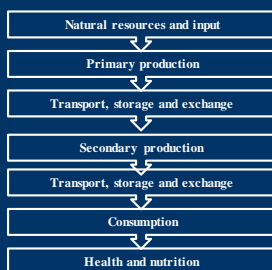 Natural resources and input
Primary production
Transport, storage and exchange
Secondary production
Transport, storage and exchange
Consumption
Health and nutrition